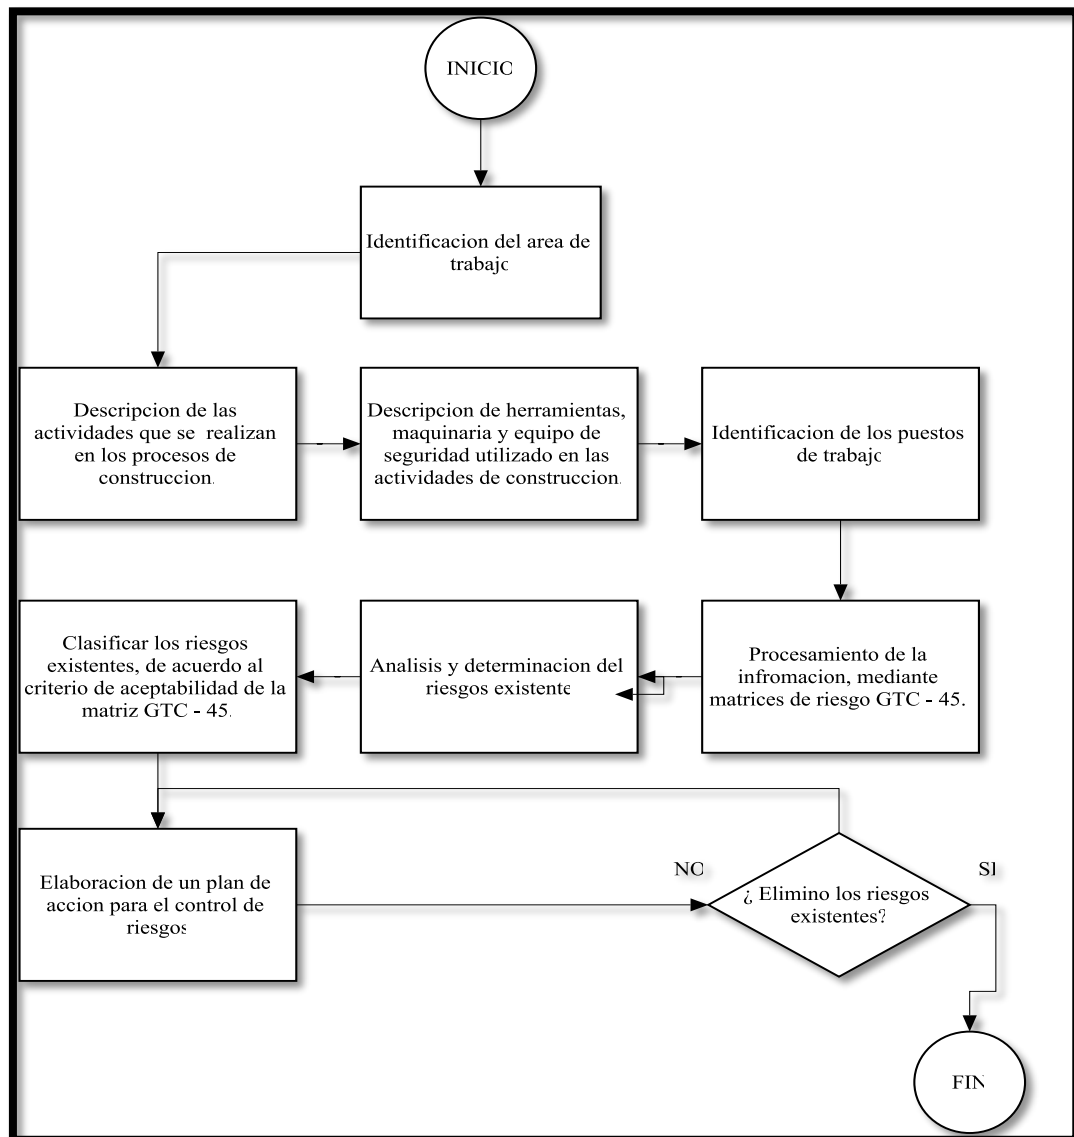 INICIO
Identificacion del area de
trabajo
Descripcion de las
actividades que se realizan
en los procesos de
construccion.
Descripcion de herramientas,
maquinaria y equipo de
seguridad utilizado en las
actividades de construccion.
Identificacion de los puestos
de trabajo
Procesamiento de la
infromacion, mediante
matrices de riesgo GTC - 45.
Analisis y determinacion del
riesgos existente
Clasificar los riesgos
existentes, de acuerdo al
criterio de aceptabilidad de la
matriz GTC - 45.
Elaboracion de un plan de
accion para el control de
riesgos
NO
¿ Elimino los riesgos
existentes?
SI
FIN